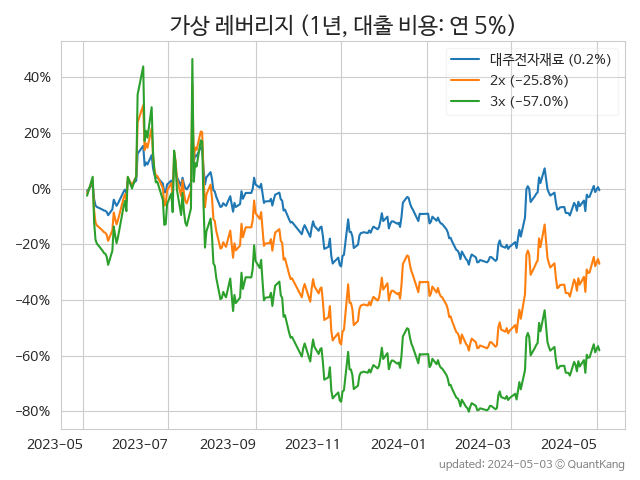 가상 레버리지 (1년, 대출 비용: 연 5%)
대주전자재료 (0.2%)
2x (−25.8%)
3x (−57.0%)
40%
20%
0%
−20%
−40%
−60%
−80%
2023-05 2023-07 2023-09 2023-11 2024-01 2024-03 2024-05
updated: 2024-05-03 ⓒ QuantKang